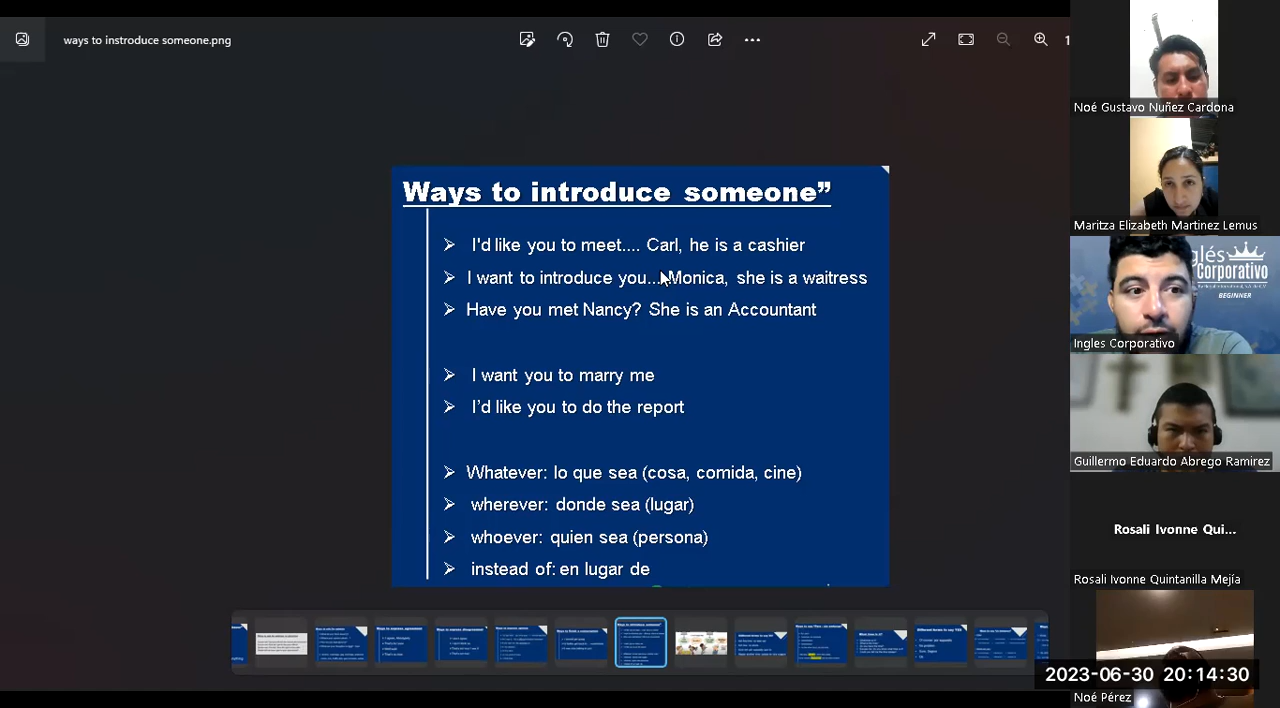 ways to instroduce someone.png
1
Ways to introduce someone”
I'd like you to meet.... Carl, he is a cashier
I want to introduce you... Monica, she is a waitress
Have you met Nancy? She is an Accountant
I want you to marry me
I’d like you to do the report
Whatever: lo que sea (cosa, comida, cine)
wherever: donde sea (lugar)
whoever: quien sea (persona)
instead of: en lugar de
Noé Gustavo Nuñez Cardona
Maritza Elizabeth Martinez Lemus
glés
Corporativo
BEGINNER
Ingles Corporativo
Guillermo Eduardo Abrego Ramirez
Rosali Ivonne Qui...
Rosali Ivonne Quintanilla Mejía
2023-06-30 20:14:30
Noé Pérez